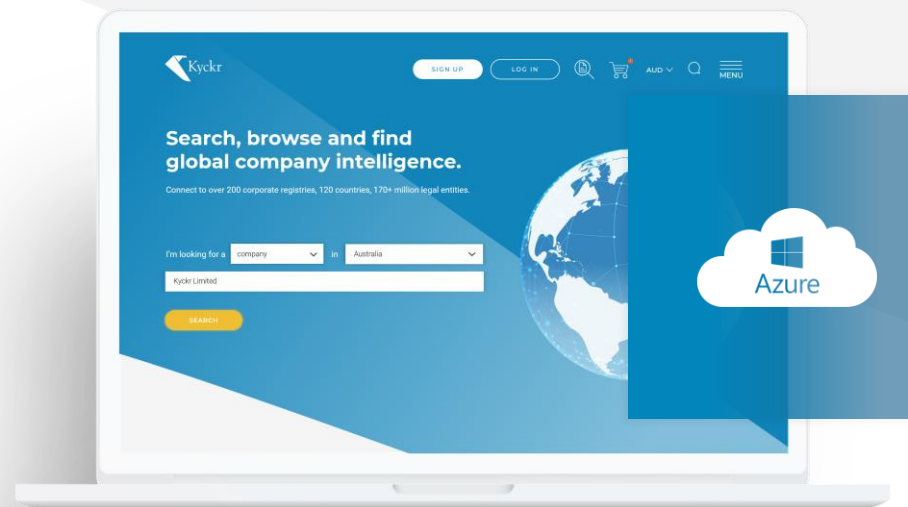 Kyckr
SIGN UP
LOG IN
AUD
MENU
Search, browse and find
global company intelligence.
Connect to over 200 corporate registries, 120 countries, 170+ million legal entities.
I'm looking for a company in Australia
Kyckr Limited
SEARCH
Azure